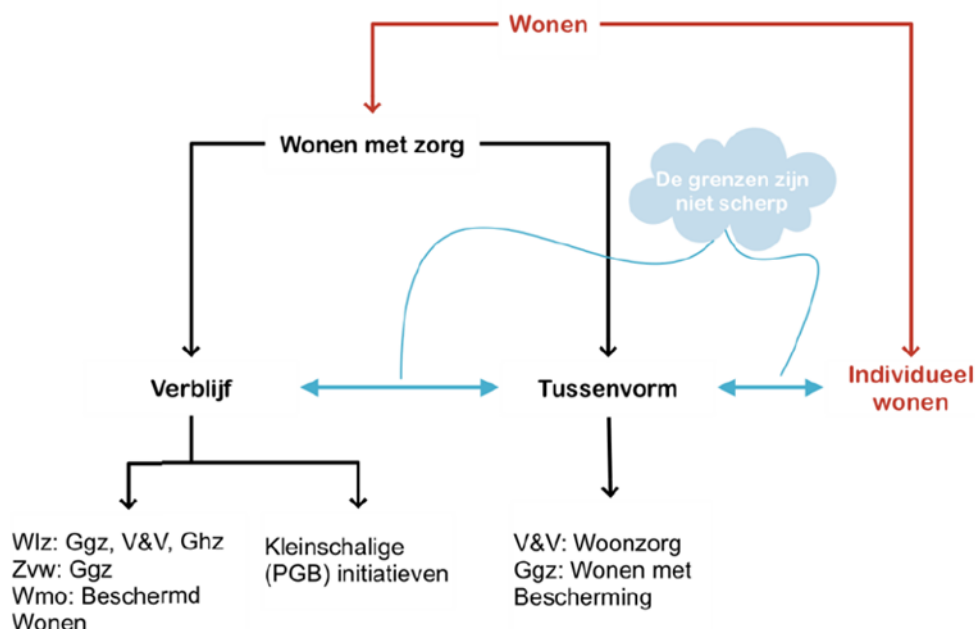 Wonen
Wonen met zorg
De grenzen zijn
niet scherp
Verblijf
Tussenvorm
Individueel
wonen
Wlz: Ggz, V&V, Ghz
Zvw: Ggz
Wmo: Beschermd
Wonen
Kleinschalige
(PGB) initiatieven
V&V: Woonzorg
Ggz: Wonen met
Bescherming